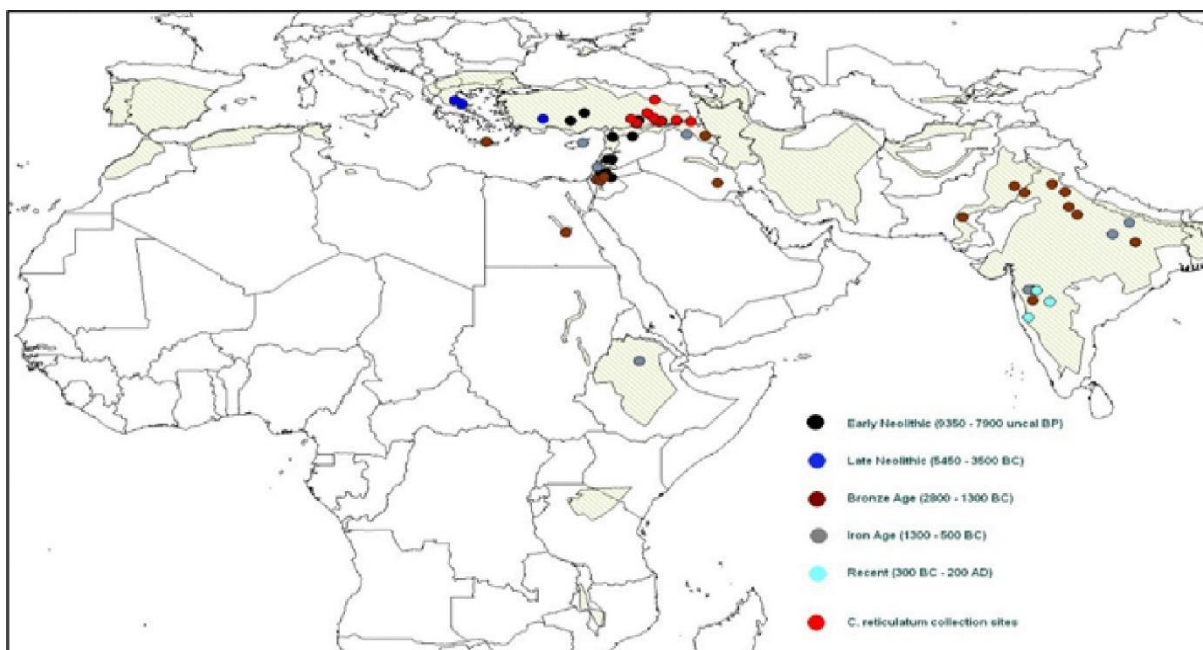 Early Neolithic (9350 - 7900 uncal BP)
Late Neolithic (5450 - 3500 BC)
Bronze Age (2800 - 1300 BC)
Iron Age (1300 - 500 BC)
Recent (300 BC - 200 AD)
C. reticulatum collection sites